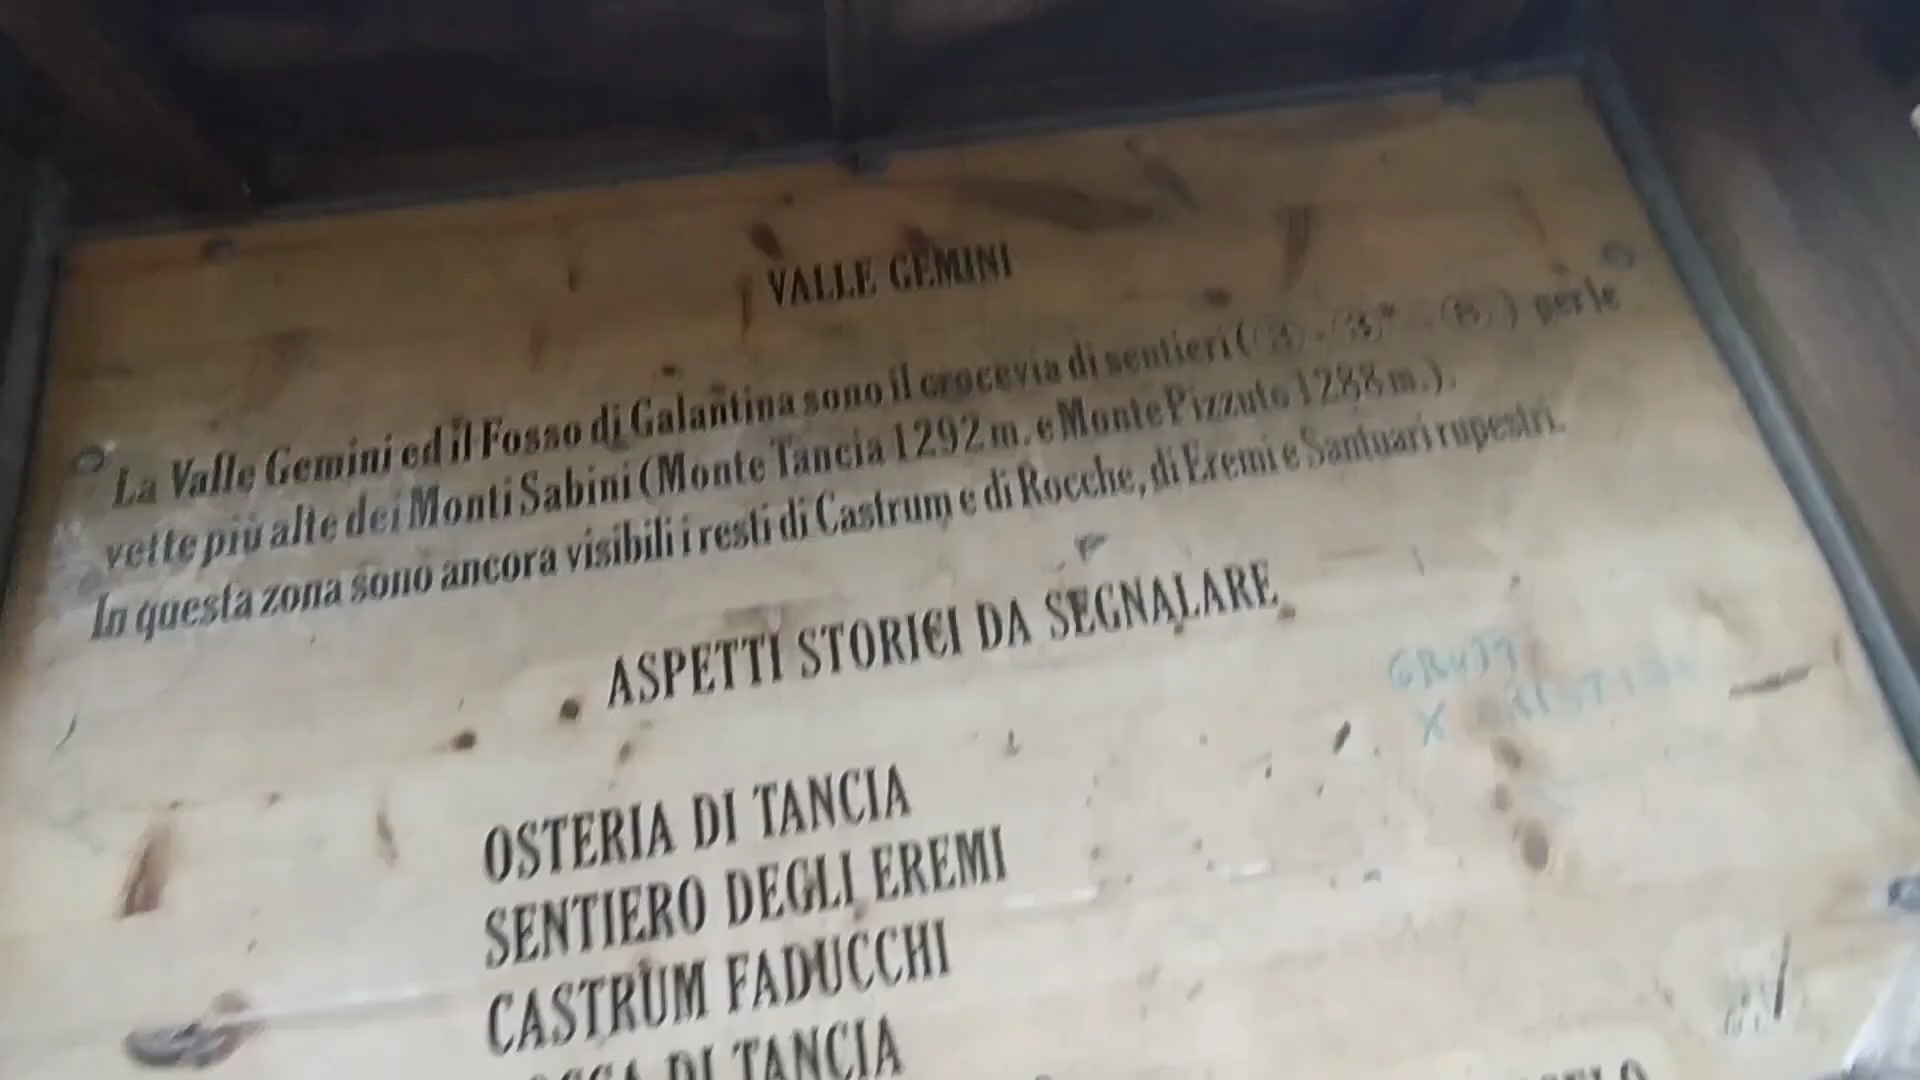 VALLE GEMINI
La Valle Gemini ed il Fosso di Galantina sono il crocevia di sentieri ( ) per le
vette più alte dei Monti Sabini (Monte Tancia 1292 m. e Monte Pizzuto 1288 m.).
In questa zona sono ancora visibili i resti di Castrum e di Rocche, di Eremi e Santuari rupestri.
ASPETTI STORICI DA SEGNALARE
OSTERIA DI TANCIA
SENTIERO DEGLI EREMI
CASTRUM FADUCCHI
DI TANCIA